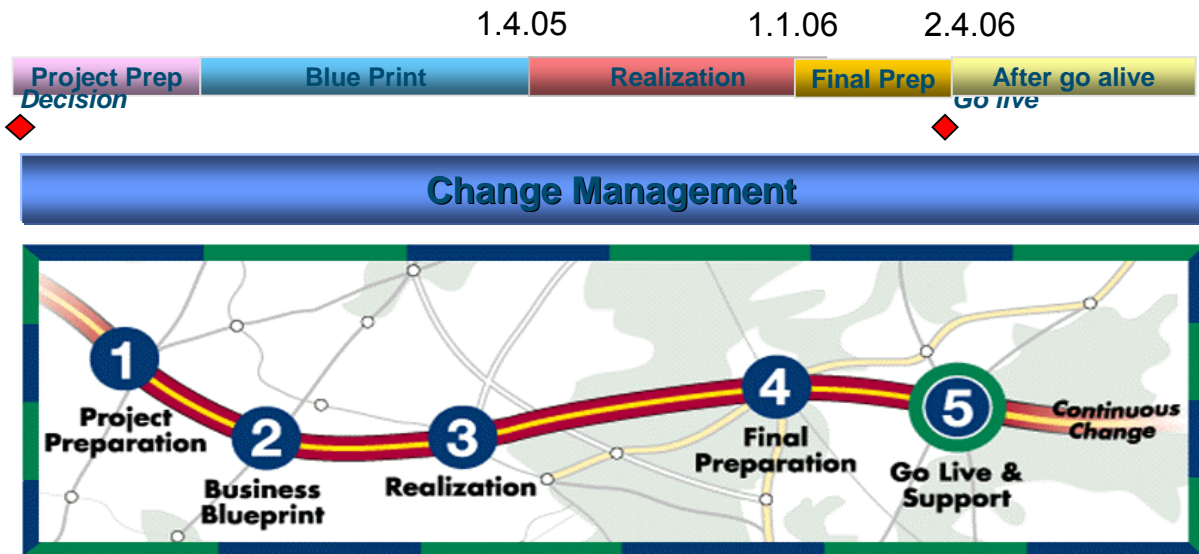 1.4.05 1.1.06 2.4.06
Project Prep Blue Print Realization Final Prep After go alive
Decision Go live
Change Management
1 2 3 4 5
Project
Preparation
Business
Blueprint
Realization
Final
Preparation
Go Live &
Support
Continuous
Change